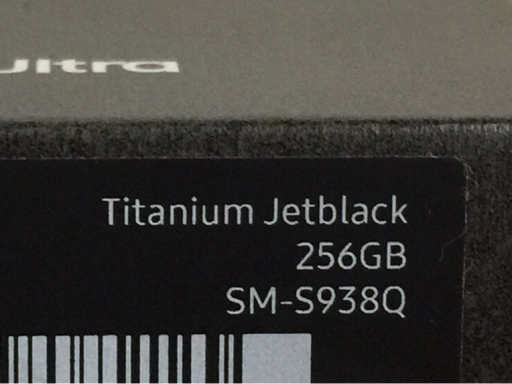 Ultra
Titanium Jetblack
256GB
SM-S938Q